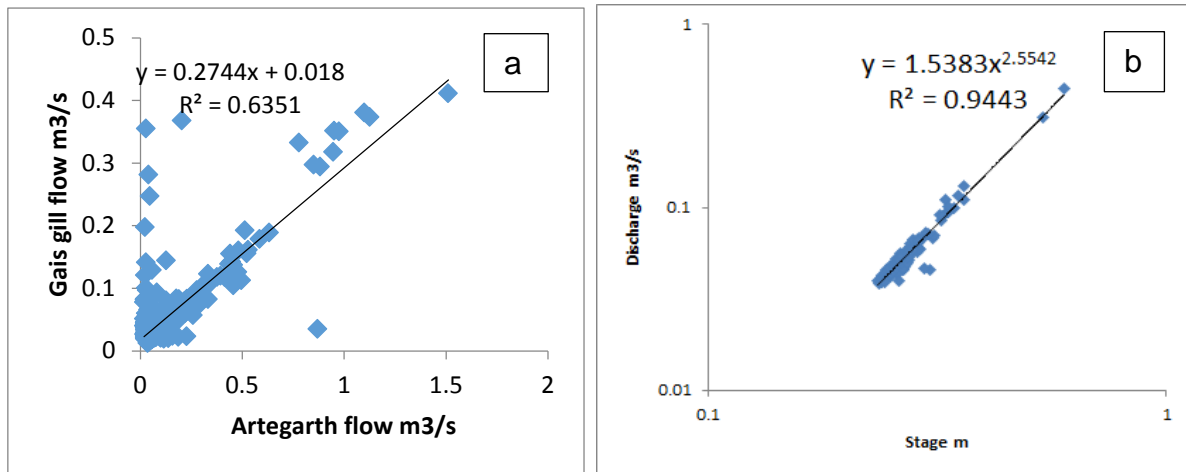 a
y = 0.2744x + 0.018
R² = 0.6351
Gais gill flow m3/s
0.5
0.4
0.3
0.2
0.1
0
0 0.5 1 1.5 2
Artegarth flow m3/s
b
y = 1.5383x^2.5542
R² = 0.9443
Discharge m3/s
1
0.1
0.01
0.1 1
Stage m